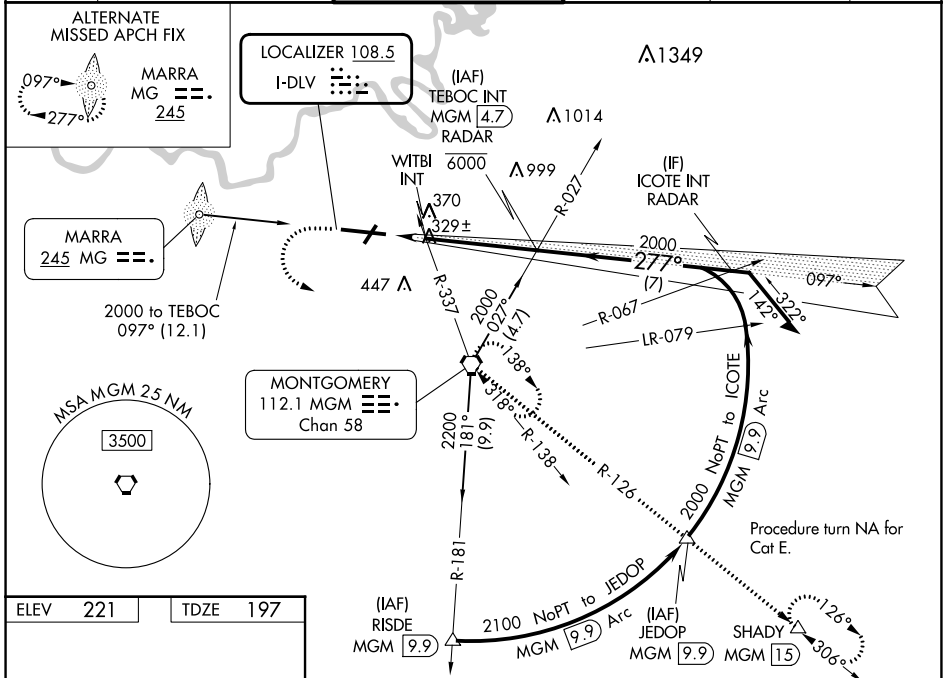 ALTERNATE
MISSED APCH FIX
097°
277°
MARRA
MG
245
LOCALIZER 108.5
I-DLV
1349
(IAF)
TEBOC INT
MGM 4.7
RADAR
6000
1014
999
WITBI
INT
370
329±
R-027
(IF)
ICOTE INT
RADAR
MARRA
245 MG
2000 to TEBOC
097° (12.1)
447
R-337
2000
027°
(4.7)
2000
277°
(7)
097°
R-067
LR-079
142°
322°
MONTGOMERY
112.1 MGM
Chan 58
138°
318°
R-138
R-126
2200
181°
(9.9)
R-181
MSA MGM 25 NM
3500
2000 NoPT to ICOTE
MGM 9.9 Arc
Procedure turn NA for
Cat E.
2100 NoPT to JEDOP
MGM 9.9 Arc
(IAF)
RISDE
MGM 9.9
(IAF)
JEDOP
MGM 9.9
SHADY
MGM 15
126°
306°
ELEV 221
TDZE 197